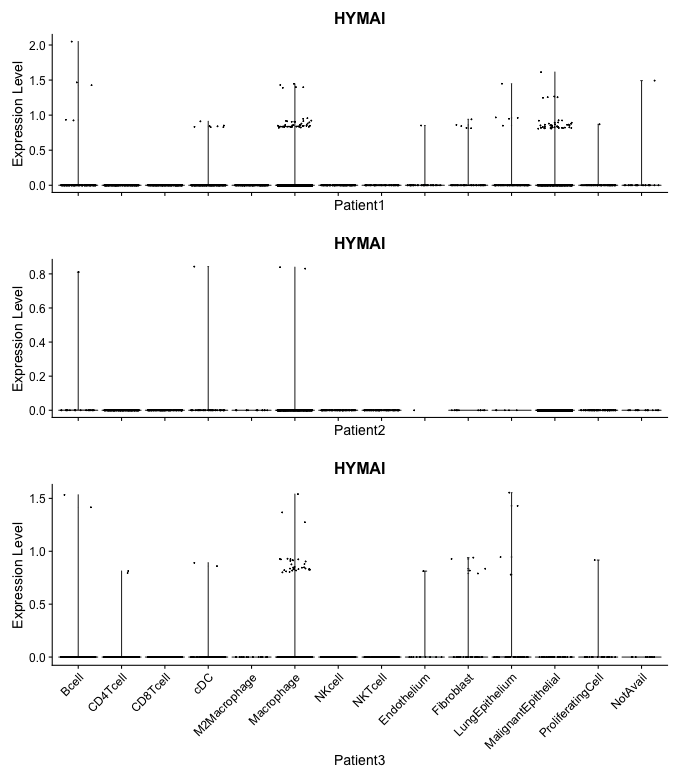 HYMAI
Expression Level
2.0
1.5
1.0
0.5
0.0
Patient1
HYMAI
Expression Level
0.8
0.6
0.4
0.2
0.0
Patient2
HYMAI
Expression Level
1.5
1.0
0.5
0.0
Bcell
CD4Tcell
CD8Tcell
cDC
M2Macrophage
Macrophage
NKcell
NKTcell
Endothelium
Fibroblast
LungEpithelium
MalignantEpithelial
ProliferatingCell
NotAvail
Patient3